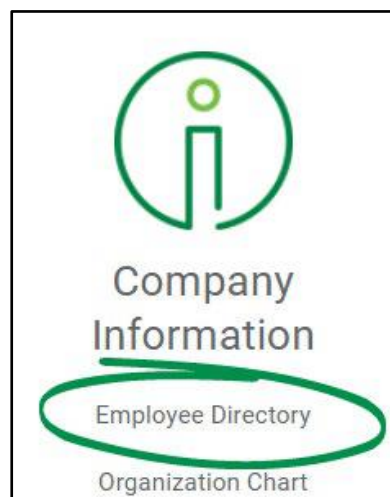 Company
Information
Employee Directory
Organization Chart